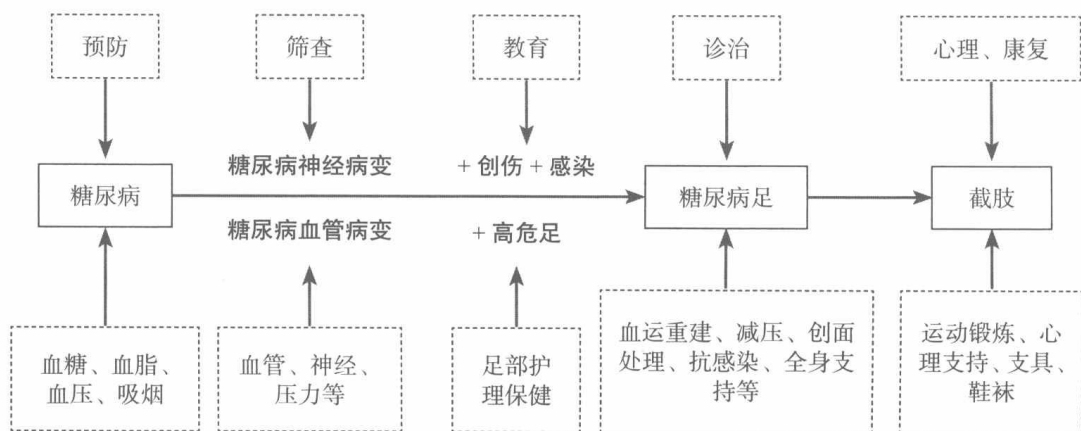 预防
筛查
教育
诊治
心理、康复
糖尿病神经病变
+ 创伤 + 感染
糖尿病
糖尿病足
截肢
糖尿病血管病变
+ 高危足
血糖、血脂、
血压、吸烟
血管、神经、
压力等
足部护
理保健
血运重建、减压、创面
处理、抗感染、全身支
持等
运动锻炼、心
理支持、支具、
鞋袜